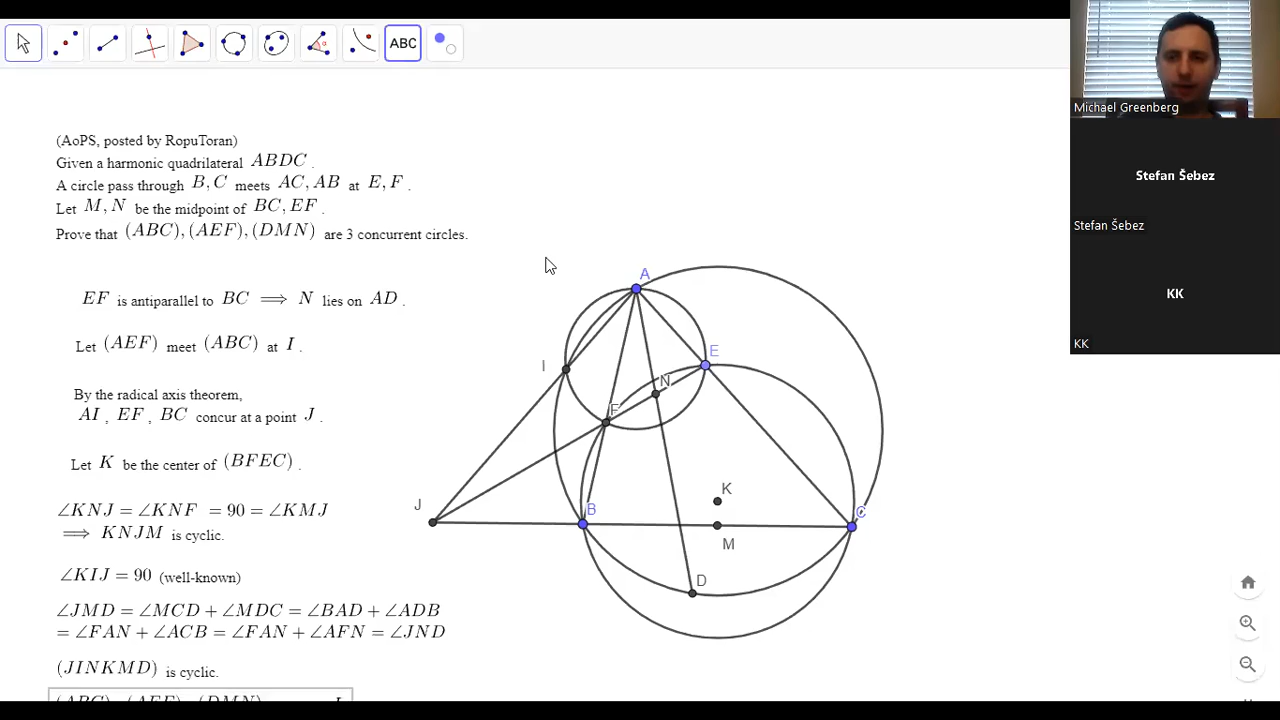 ABC
Michael Greenberg
Stefan Šebez
Stefan Šebez
KK
KK
(AoPS, posted by RopuToran)
Given a harmonic quadrilateral ABDC .
A circle pass through B, C meets AC, AB at E, F .
Let M, N be the midpoint of BC, EF .
Prove that (ABC), (AEF), (DMN) are 3 concurrent circles.
EF is antiparallel to BC ⟹ N lies on AD .
Let (AEF) meet (ABC) at I .
By the radical axis theorem,
AI , EF , BC concur at a point J .
Let K be the center of (BFEC) .
∠KNJ = ∠KNF = 90 = ∠KMJ
⟹ KNJM is cyclic.
∠KIJ = 90 (well-known)
∠JMD = ∠MCD + ∠MDC = ∠BAD + ∠ADB
= ∠FAN + ∠ACB = ∠FAN + ∠AFN = ∠JND
(JINKMD) is cyclic.
A
I
E
N
F
K
J
B
C
M
D